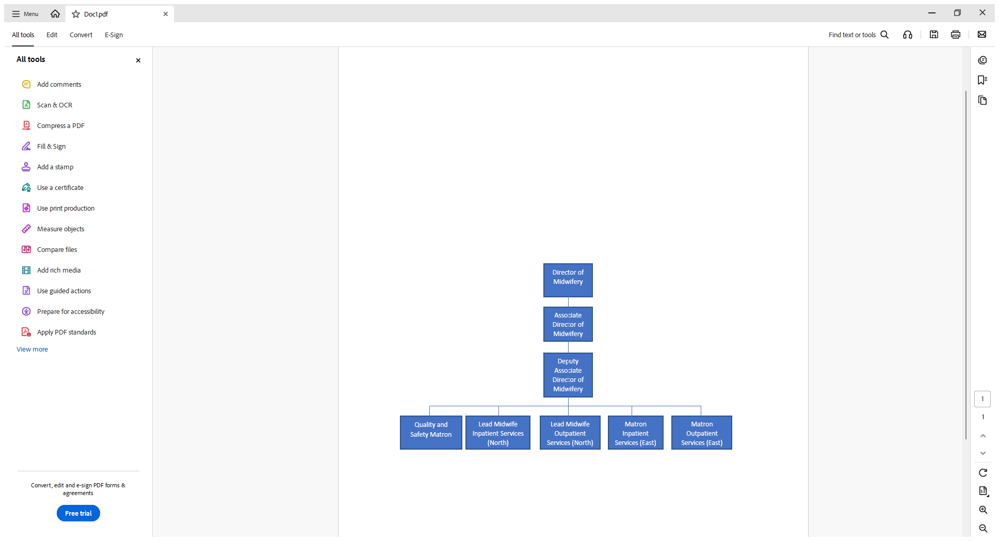 Menu
Doc1.pdf
All tools
Edit
Convert
E-Sign
Find text or tools
All tools
Add comments
Scan & OCR
Compress a PDF
Fill & Sign
Add a stamp
Use a certificate
Use print production
Measure objects
Compare files
Add rich media
Use guided actions
Prepare for accessibility
Apply PDF standards
View more
Convert, edit and e-sign PDF forms &
agreements
Free trial
Director of
Midwifery
Associate
Director of
Midwifery
Deputy
Associate
Director of
Midwifery
Quality and
Safety Matron
Lead Midwife
Inpatient Services
(North)
Lead Midwife
Outpatient
Services (North)
Matron
Inpatient
Services (East)
Matron
Outpatient
Services (East)
1
1